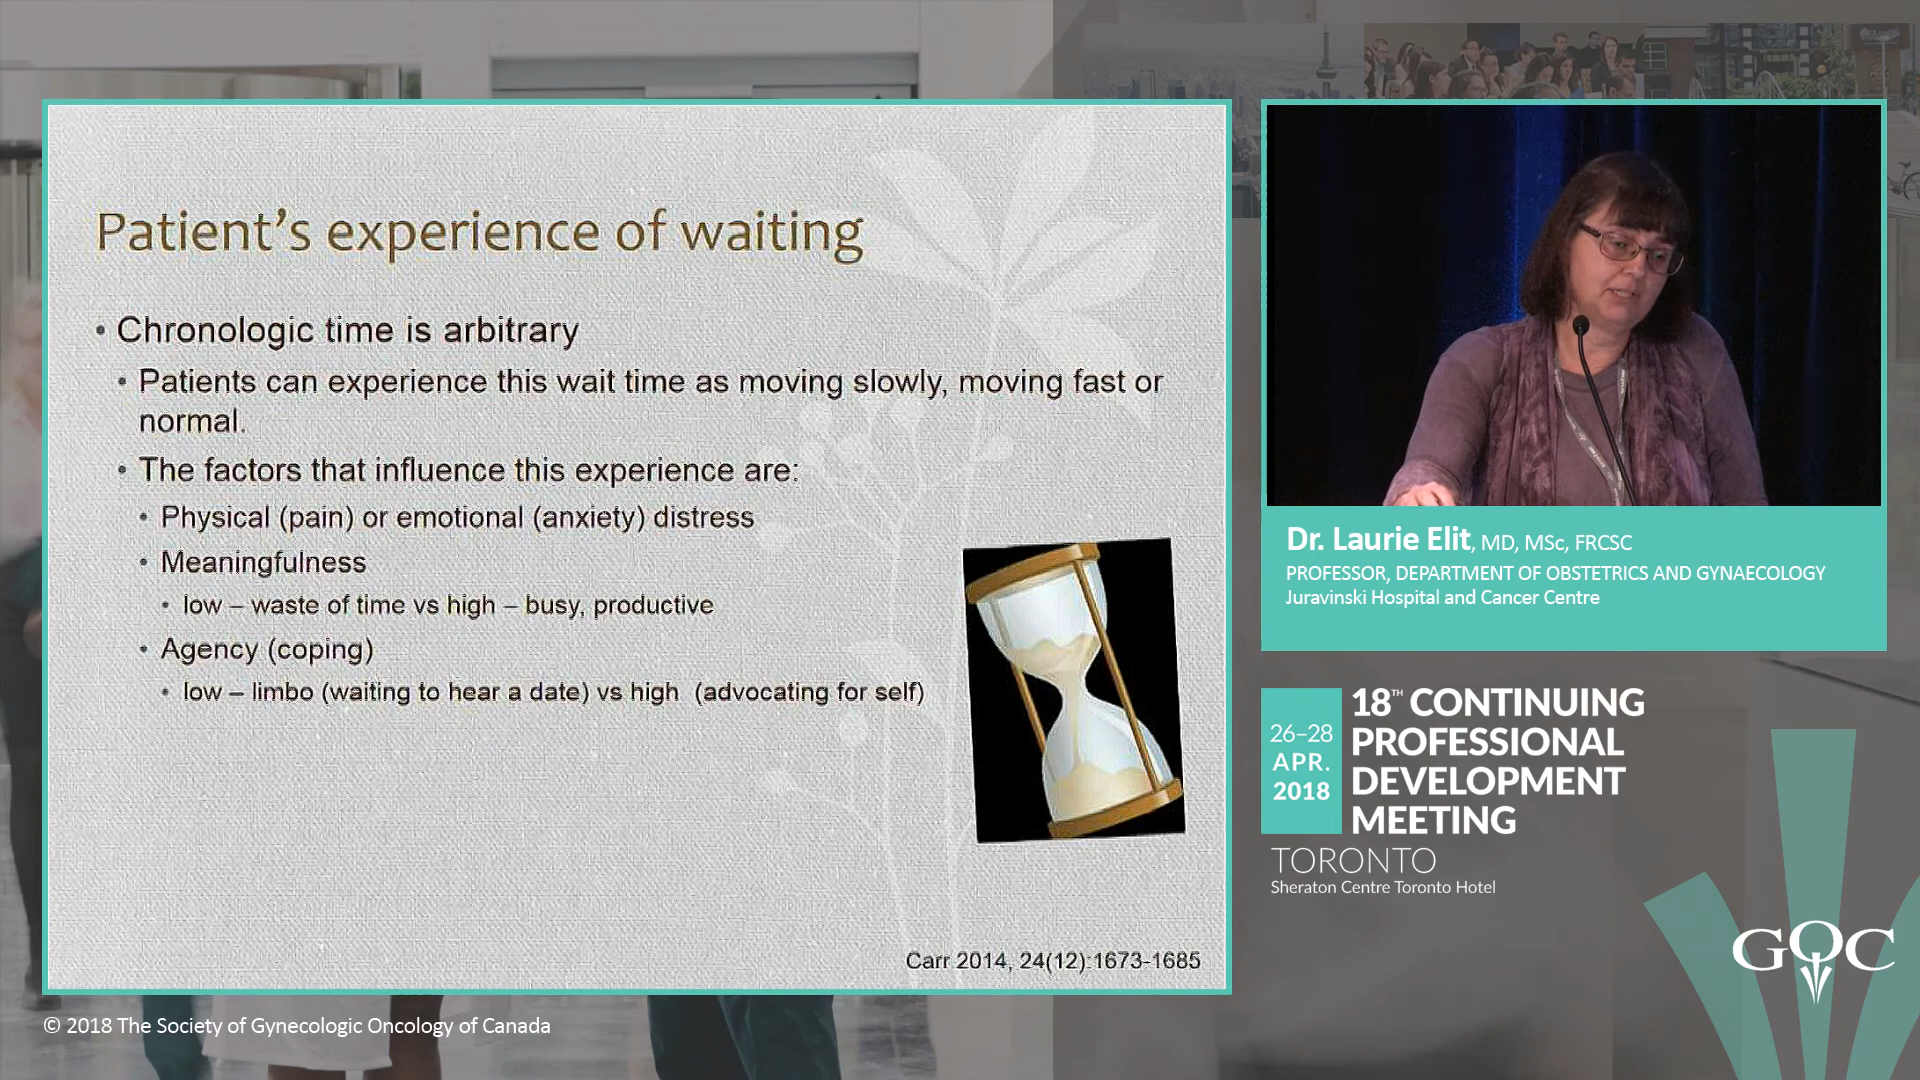 Patient’s experience of waiting
• Chronologic time is arbitrary
• Patients can experience this wait time as moving slowly, moving fast or
normal.
• The factors that influence this experience are:
• Physical (pain) or emotional (anxiety) distress
• Meaningfulness
• low – waste of time vs high – busy, productive
• Agency (coping)
• low – limbo (waiting to hear a date) vs high (advocating for self)
Carr 2014, 24(12):1673-1685
Dr. Laurie Elit, MD, MSc, FRCSC
PROFESSOR, DEPARTMENT OF OBSTETRICS AND GYNAECOLOGY
Juravinski Hospital and Cancer Centre
26–28
APR.
2018
18TH CONTINUING
PROFESSIONAL
DEVELOPMENT
MEETING
TORONTO
Sheraton Centre Toronto Hotel
GOC
© 2018 The Society of Gynecologic Oncology of Canada